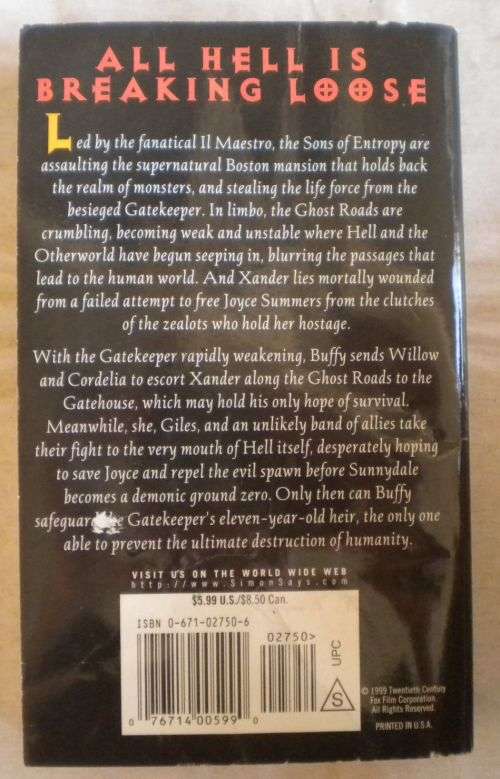 ALL HELL IS
BREAKING LOOSE
Led by the fanatical Il Maestro, the Sons of Entropy are
assaulting the supernatural Boston mansion that holds back
the realm of monsters, and stealing the life force from the
besieged Gatekeeper. In limbo, the Ghost Roads are
crumbling, becoming weak and unstable where Hell and the
Otherworld have begun seeping in, blurring the passages that
lead to the human world. And Xander lies mortally wounded
from a failed attempt to free Joyce Summers from the clutches
of the zealots who hold her hostage.
With the Gatekeeper rapidly weakening, Buffy sends Willow
and Cordelia to escort Xander along the Ghost Roads to the
Gatehouse, which may hold his only hope of survival.
Meanwhile, she, Giles, and an unlikely band of allies take
their fight to the very mouth of Hell itself, desperately hoping
to save Joyce and repel the evil spawn before Sunnydale
becomes a demonic ground zero. Only then can Buffy
Gatekeeper's eleven-year-old heir, the only one
able to prevent the ultimate destruction of humanity.
VISIT US ON THE WORLD WIDE WEB
http://www.SimonSays.com
$5.99 U.S./$8.50 Can.
ISBN 0-671-02750-6
02750>
0 76714 00599 0
UPC
S
© 1999 Twentieth Century
Fox Film Corporation.
All Rights Reserved.
PRINTED IN U.S.A.